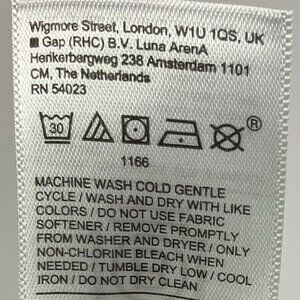 Wigmore Street, London, W1U 1QS, UK
Gap (RHC) B.V. Luna ArenA
Herikerbergweg 238 Amsterdam 1101
CM, The Netherlands
RN 54023
30
®
1166
MACHINE WASH COLD GENTLE
CYCLE / WASH AND DRY WITH LIKE
COLORS / DO NOT USE FABRIC
SOFTENER / REMOVE PROMPTLY
FROM WASHER AND DRYER / ONLY
NON-CHLORINE BLEACH WHEN
NEEDED / TUMBLE DRY LOW / COOL
IRON / DO NOT DRY CLEAN